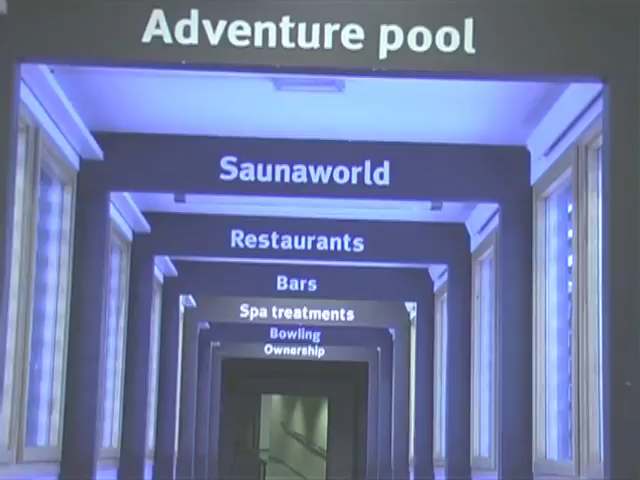 Adventure pool
Saunaworld
Restaurants
Bars
Spa treatments
Bowling
Ownership